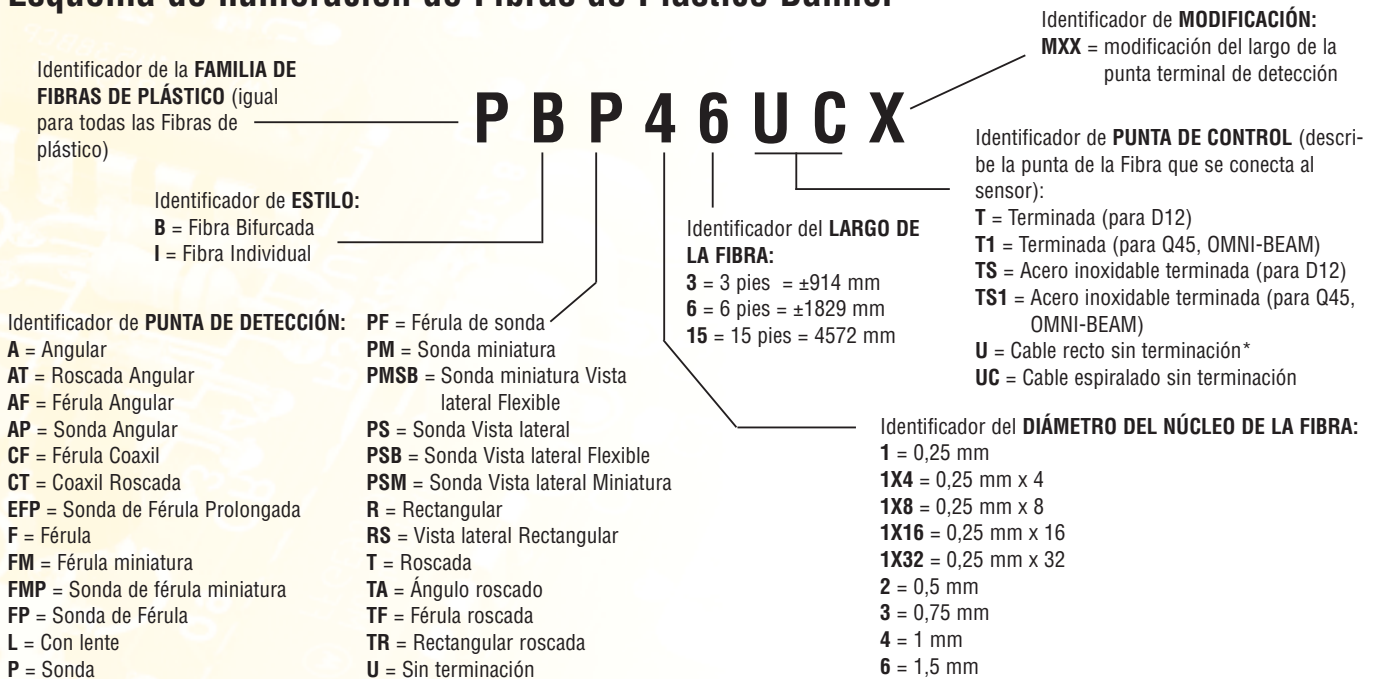 Esquema de numeración de Fibras de Plástico Banner
Identificador de la FAMILIA DE
FIBRAS DE PLÁSTICO (igual
para todas las Fibras de
plástico)
P B P 4 6 U C X
Identificador de MODIFICACIÓN:
MXX = modificación del largo de la
punta terminal de detección
Identificador de ESTILO:
B = Fibra Bifurcada
I = Fibra Individual
Identificador del LARGO DE
LA FIBRA:
3 = 3 pies = ±914 mm
6 = 6 pies = ±1829 mm
15 = 15 pies = 4572 mm
Identificador de PUNTA DE CONTROL (descri-
be la punta de la Fibra que se conecta al
sensor):
T = Terminada (para D12)
T1 = Terminada (para Q45, OMNI-BEAM)
TS = Acero inoxidable terminada (para D12)
TS1 = Acero inoxidable terminada (para Q45,
OMNI-BEAM)
U = Cable recto sin terminación*
UC = Cable espiralado sin terminación
Identificador de PUNTA DE DETECCIÓN:
A = Angular
AT = Roscada Angular
AF = Férula Angular
AP = Sonda Angular
CF = Férula Coaxil
CT = Coaxil Roscada
EFP = Sonda de Férula Prolongada
F = Férula
FM = Férula miniatura
FMP = Sonda de férula miniatura
FP = Sonda de Férula
L = Con lente
P = Sonda
PF = Férula de sonda
PM = Sonda miniatura
PMSB = Sonda miniatura Vista
lateral Flexible
PS = Sonda Vista lateral
PSB = Sonda Vista lateral Flexible
PSM = Sonda Vista lateral Miniatura
R = Rectangular
RS = Vista lateral Rectangular
T = Roscada
TA = Ángulo roscado
TF = Férula roscada
TR = Rectangular roscada
U = Sin terminación
Identificador del DIÁMETRO DEL NÚCLEO DE LA FIBRA:
1 = 0,25 mm
1X4 = 0,25 mm x 4
1X8 = 0,25 mm x 8
1X16 = 0,25 mm x 16
1X32 = 0,25 mm x 32
2 = 0,5 mm
3 = 0,75 mm
4 = 1 mm
6 = 1,5 mm